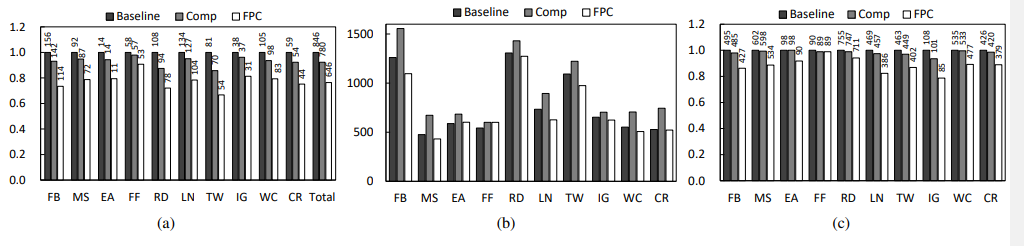 Baseline Comp FPC
1.2
1.0
0.8
0.6
0.4
0.2
0.0
156 142 114 92 87 72 14 14 11 58 57 53 108 94 78 134 127 104 81 70 54 38 37 31 105 98 83 59 54 44 846 780 646
FB MS EA FF RD LN TW IG WC CR Total
(a)
Baseline Comp FPC
1500
1000
500
0
FB MS EA FF RD LN TW IG WC CR
(b)
Baseline Comp FPC
1.2
1.0
0.8
0.6
0.4
0.2
0.0
495 485 427 602 598 534 98 98 90 90 89 89 755 747 711 469 457 386 463 449 402 108 101 85 535 533 477 426 420 379
FB MS EA FF RD LN TW IG WC CR
(c)